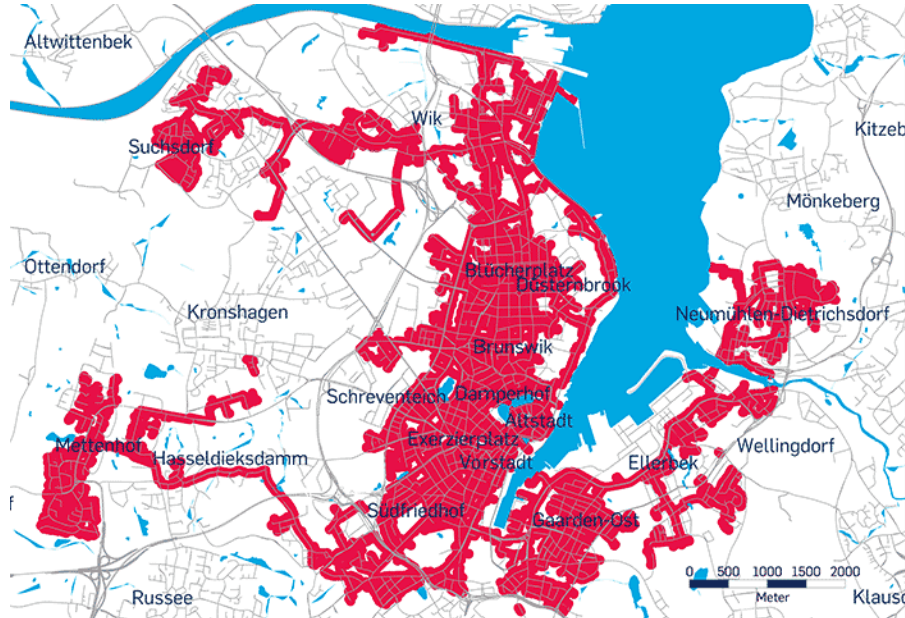 Altwittenbek
Wik
Suchsdorf
Kitzeb
Mönkeberg
Ottendorf
Blücherplatz
Düsternbrook
Kronshagen
Neumühlen-Dietrichsdorf
Brunswik
Schreventeich
Damperhof
Altstadt
Mettenhof
Exerzierplatz
Hasseldieksdamm
Vorstadt
Ellerbek
Wellingdorf
f
Südfriedhof
Gaarden-Ost
0 500 1000 1500 2000
Meter
Russee
Klausd